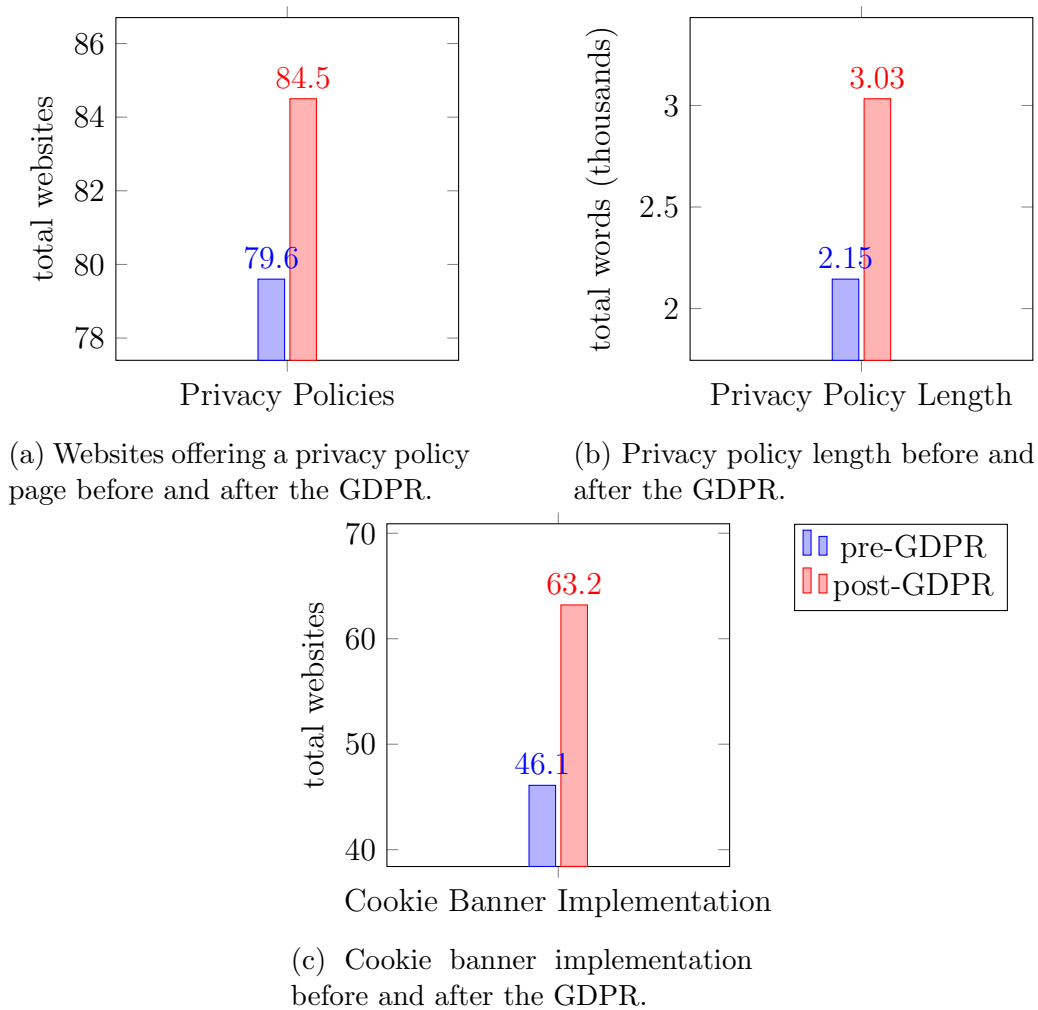 86
84
82
80
78
total websites
84.5
79.6
Privacy Policies
(a) Websites offering a privacy policy
page before and after the GDPR.
3
2.5
2
total words (thousands)
3.03
2.15
Privacy Policy Length
(b) Privacy policy length before and
after the GDPR.
70
60
50
40
total websites
63.2
46.1
Cookie Banner Implementation
(c) Cookie banner implementation
before and after the GDPR.
pre-GDPR
post-GDPR